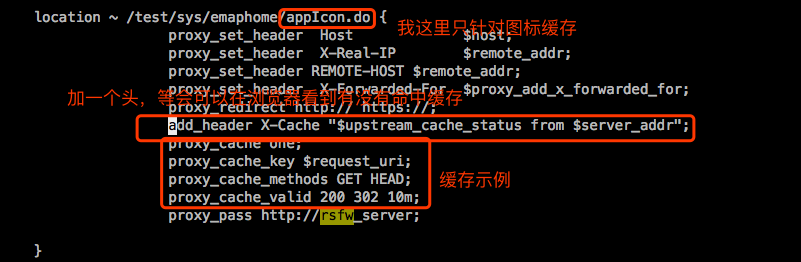 location ~ /test/sys/emaphome/appIcon.do {
我这里只针对图标缓存
proxy_set_header Host $host;
proxy_set_header X-Real-IP $remote_addr;
proxy_set_header REMOTE-HOST $remote_addr;
proxy_set_header X-Forwarded-For $proxy_add_x_forwarded_for;
加一个头，等会可以在浏览器看到有没有命中缓存
proxy_redirect http:// https://;
add_header X-Cache "$upstream_cache_status from $server_addr";
proxy_cache one;
proxy_cache_key $request_uri;
proxy_cache_methods GET HEAD;
缓存示例
proxy_cache_valid 200 302 10m;
proxy_pass http://rsfw_server;
}